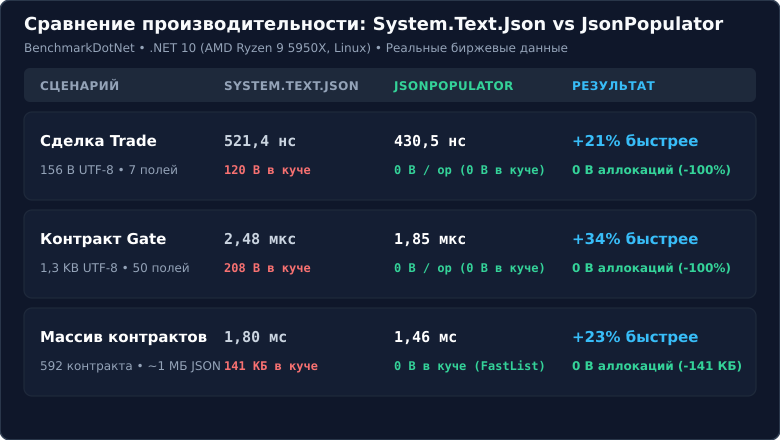 Сравнение производительности: System.Text.Json vs JsonPopulator
BenchmarkDotNet • .NET 10 (AMD Ryzen 9 5950X, Linux) • Реальные биржевые данные
СЦЕНАРИЙ SYSTEM.TEXT.JSON JSONPOPULATOR РЕЗУЛЬТАТ
Сделка Trade 521,4 нс 430,5 нс +21% быстрее
156 B UTF-8 • 7 полей 120 B в куче 0 B / op (0 B в куче) 0 B аллокаций (-100%)
Контракт Gate 2,48 мкс 1,85 мкс +34% быстрее
1,3 KB UTF-8 • 50 полей 208 B в куче 0 B / op (0 B в куче) 0 B аллокаций (-100%)
Массив контрактов 1,80 мс 1,46 мс +23% быстрее
592 контракта • ~1 МБ JSON 141 КБ в куче 0 B в куче (FastList) 0 B аллокаций (-141 КБ)